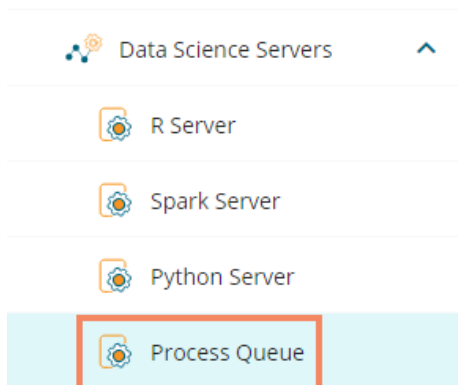 Data Science Servers
R Server
Spark Server
Python Server
Process Queue